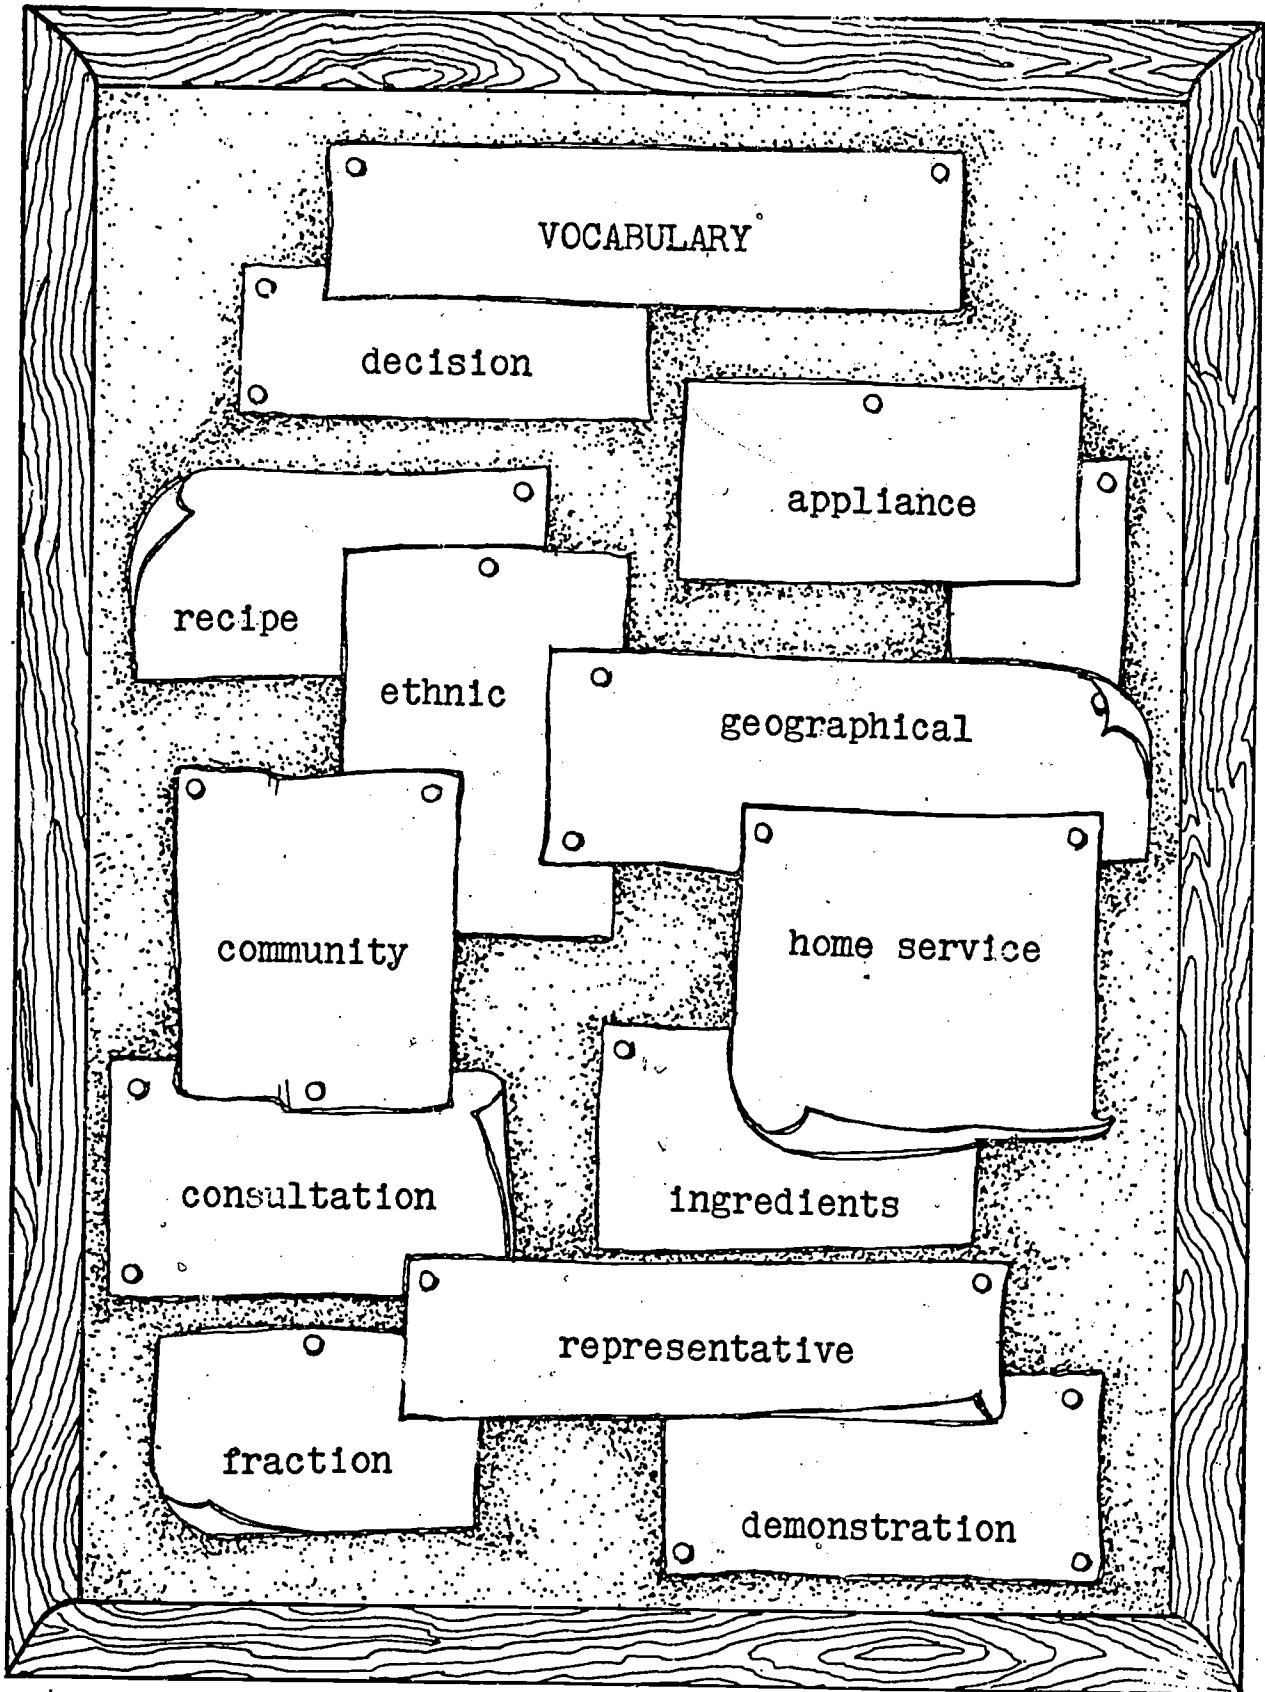 VOCABULARY
decision
appliance
recipe
ethnic
geographical
community
home service
consultation
ingredients
representative
fraction
demonstration